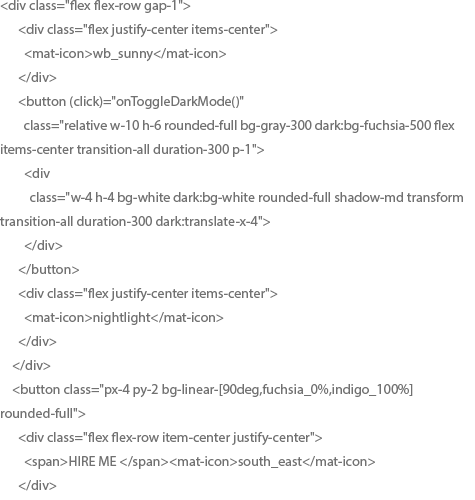 <div class="flex flex-row gap-1">
<div class="flex justify-center items-center">
<mat-icon>wb_sunny</mat-icon>
</div>
<button (click)="onToggleDarkMode()"
class="relative w-10 h-6 rounded-full bg-gray-300 dark:bg-fuchsia-500 flex
items-center transition-all duration-300 p-1">
<div
class="w-4 h-4 bg-white dark:bg-white rounded-full shadow-md transform
transition-all duration-300 dark:translate-x-4">
</div>
</button>
<div class="flex justify-center items-center">
<mat-icon>nightlight</mat-icon>
</div>
</div>
<button class="px-4 py-2 bg-linear-[90deg,fuchsia_0%,indigo_100%]
rounded-full">
<div class="flex flex-row item-center justify-center">
<span>HIRE ME </span><mat-icon>south_east</mat-icon>
</div>